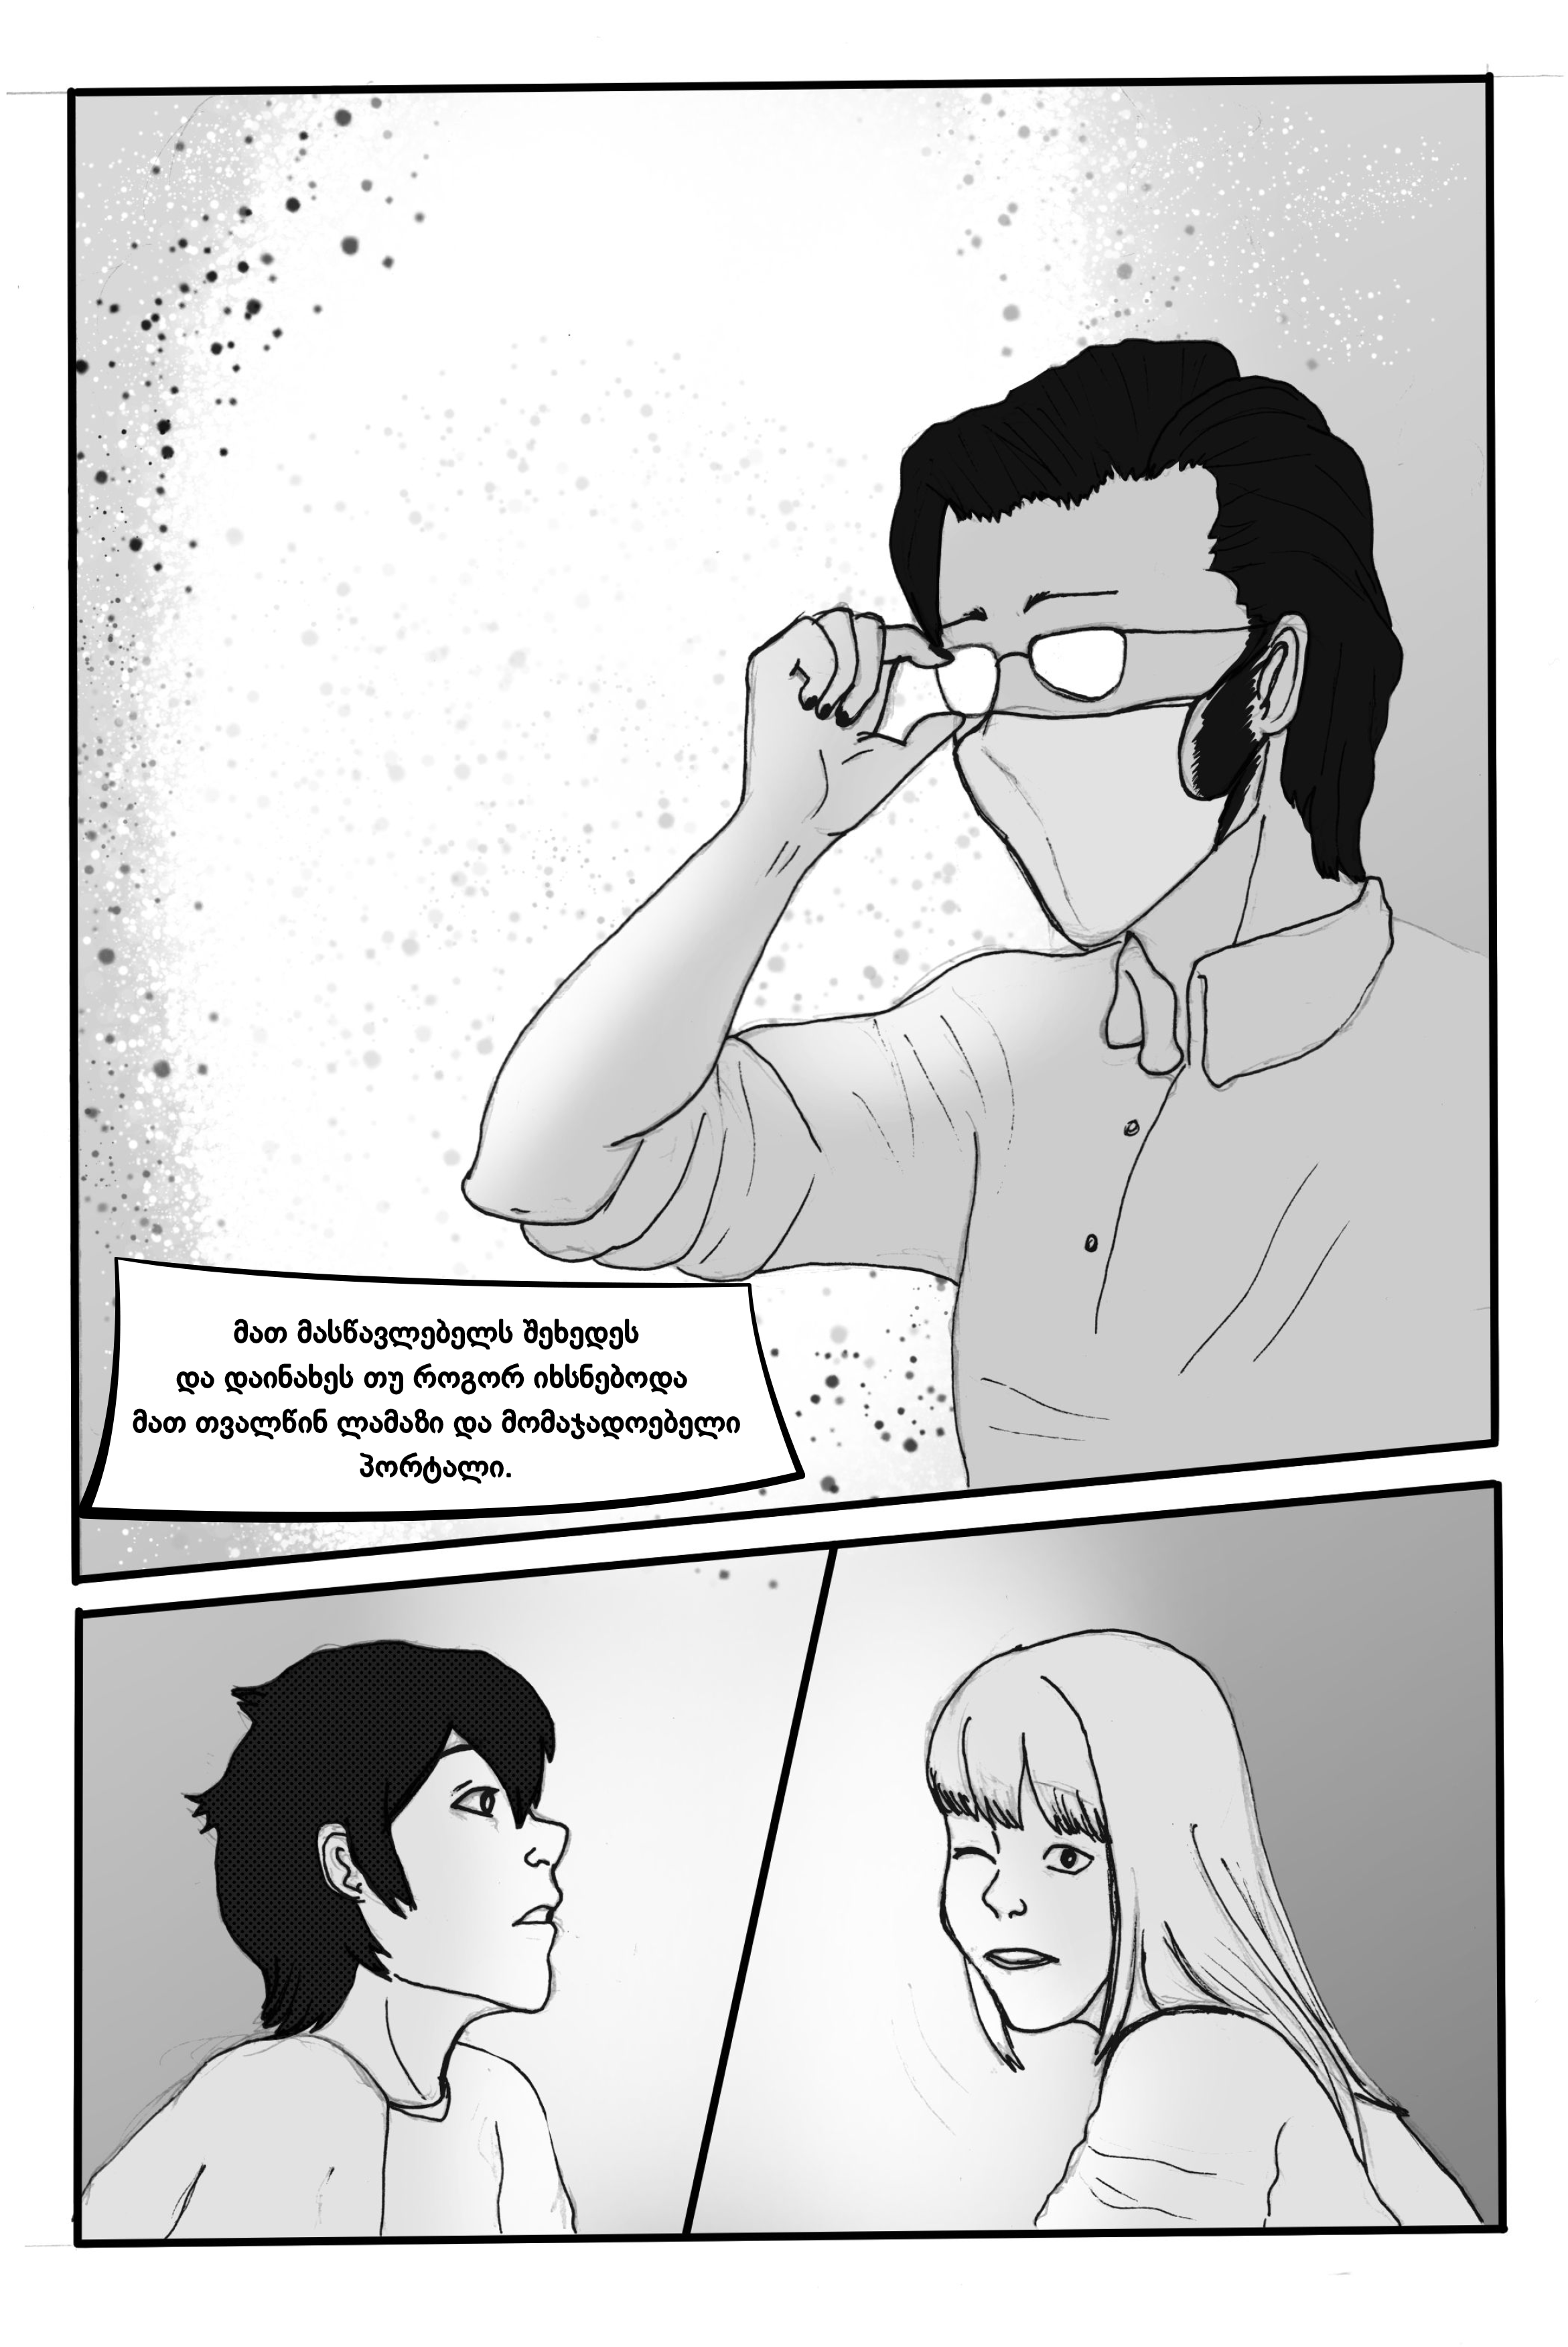 მათ მასწავლებელს შეხედეს
და დაინახეს თუ როგორ იხსნებოდა
მათ თვალწინ ლამაზი და მომაჯადოებელი
პორტალი.